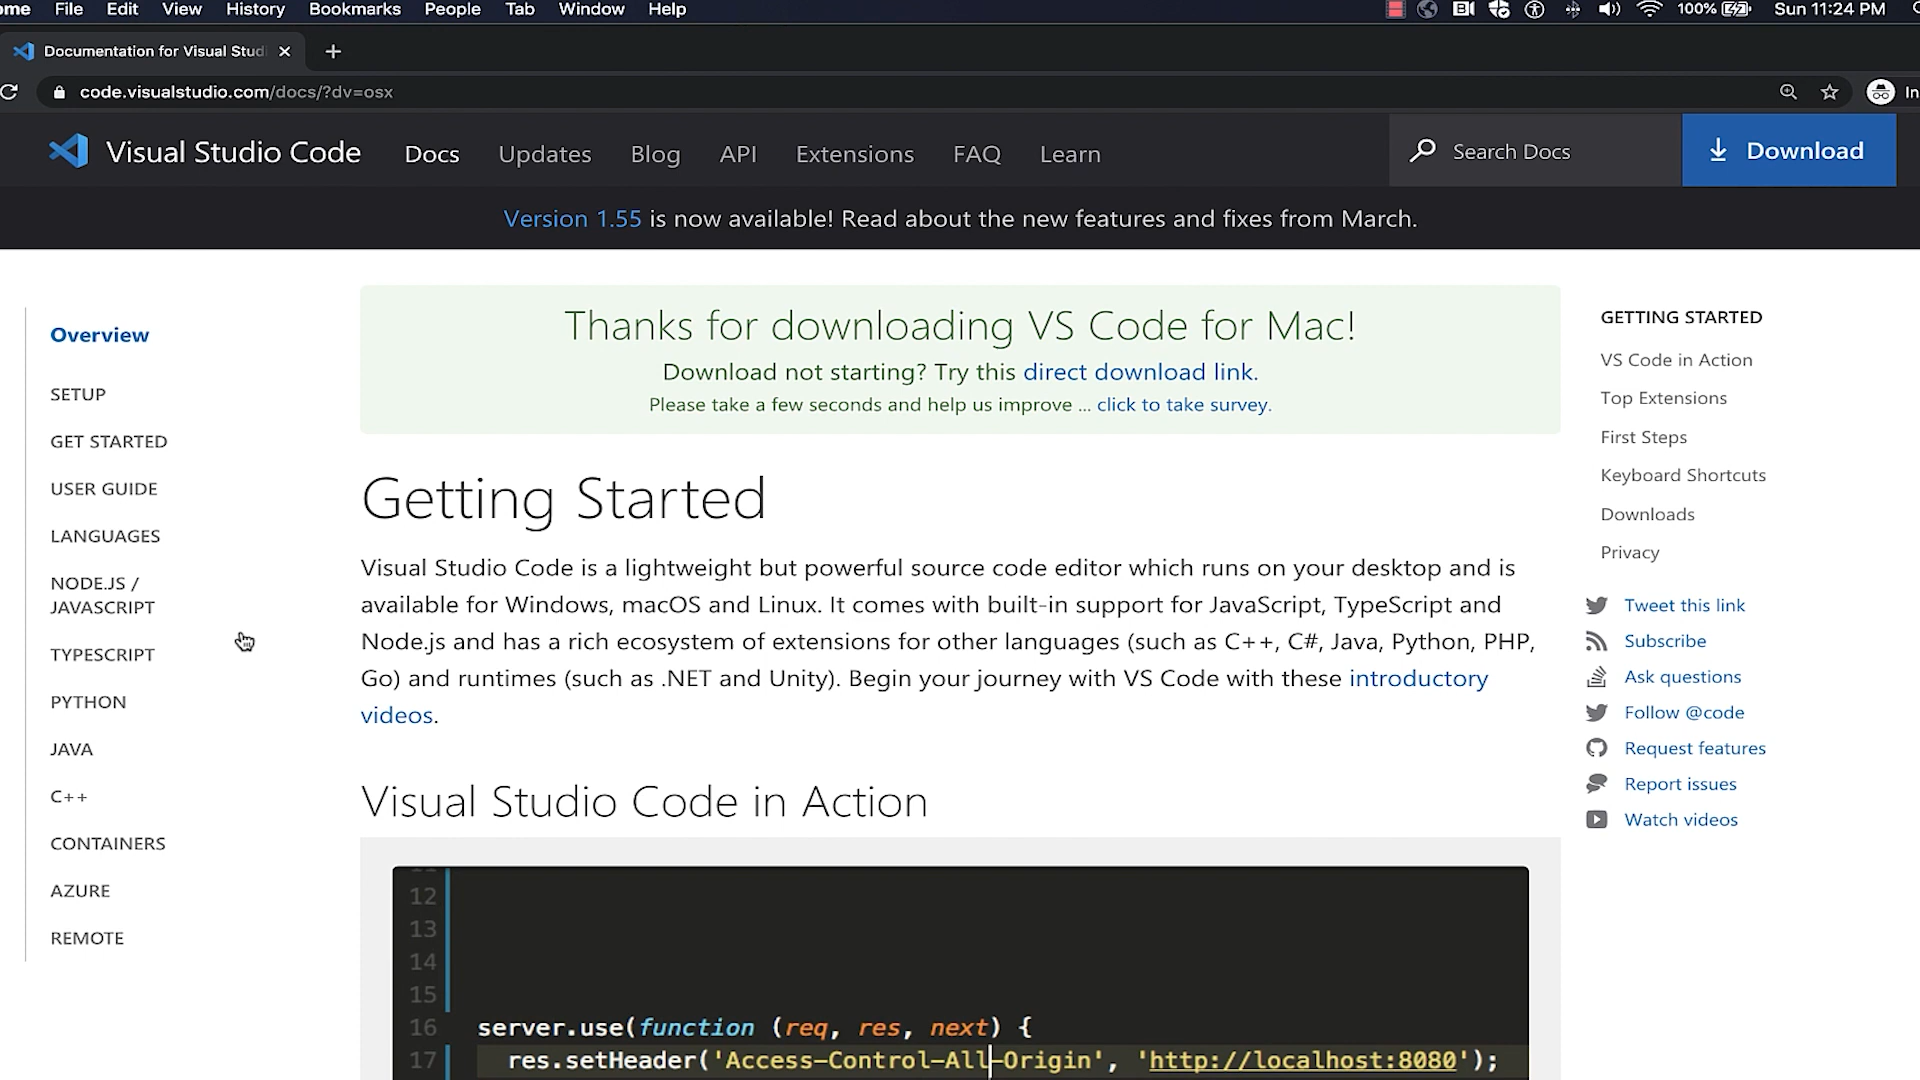 ome File Edit View History Bookmarks People Tab Window Help 100% Sun 11:24 PM
Documentation for Visual Studi
code.visualstudio.com/docs/?dv=osx In
Visual Studio Code Docs Updates Blog API Extensions FAQ Learn Search Docs Download
Version 1.55 is now available! Read about the new features and fixes from March.
Overview
SETUP
GET STARTED
USER GUIDE
LANGUAGES
NODE.JS /
JAVASCRIPT
TYPESCRIPT
PYTHON
JAVA
C++
CONTAINERS
AZURE
REMOTE
Thanks for downloading VS Code for Mac!
Download not starting? Try this direct download link.
Please take a few seconds and help us improve ... click to take survey.
Getting Started
Visual Studio Code is a lightweight but powerful source code editor which runs on your desktop and is
available for Windows, macOS and Linux. It comes with built-in support for JavaScript, TypeScript and
Node.js and has a rich ecosystem of extensions for other languages (such as C++, C#, Java, Python, PHP,
Go) and runtimes (such as .NET and Unity). Begin your journey with VS Code with these introductory
videos.
Visual Studio Code in Action
12
13
14
15
16 server.use(function (req, res, next) {
17 res.setHeader('Access-Control-All-Origin', 'http://localhost:8080');
GETTING STARTED
VS Code in Action
Top Extensions
First Steps
Keyboard Shortcuts
Downloads
Privacy
Tweet this link
Subscribe
Ask questions
Follow @code
Request features
Report issues
Watch videos